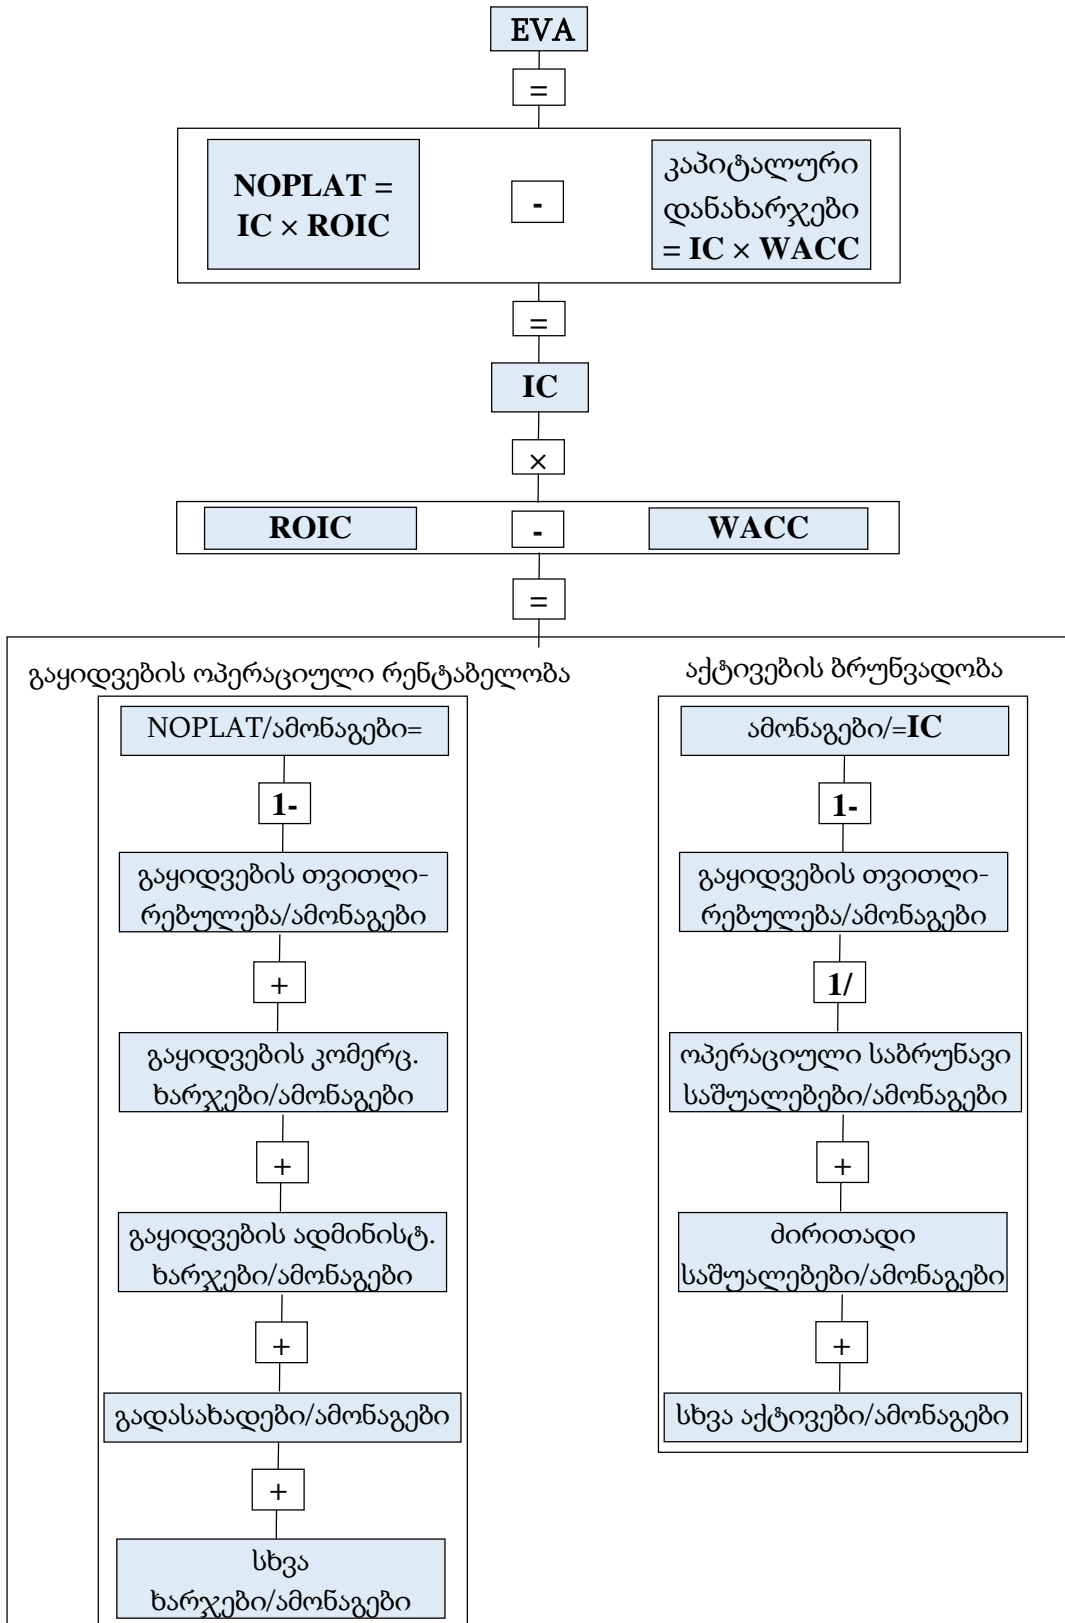 EVA
=
NOPLAT =
IC × ROIC
-
კაპიტალური
დანახარჯები
= IC × WACC
=
IC
×
ROIC
-
WACC
=
გაყიდვების ოპერაციული რენტაბელობა
NOPLAT/ამონაგები=
1-
გაყიდვების თვითღი-
რებულება/ამონაგები
+
გაყიდვების კომერც.
ხარჯები/ამონაგები
+
გაყიდვების ადმინისტ.
ხარჯები/ამონაგები
+
გადასახადები/ამონაგები
+
სხვა
ხარჯები/ამონაგები
აქტივების ბრუნვადობა
ამონაგები/=IC
1-
გაყიდვების თვითღი-
რებულება/ამონაგები
1/
ოპერაციული საბრუნავი
საშუალებები/ამონაგები
+
ძირითადი
საშუალებები/ამონაგები
+
სხვა აქტივები/ამონაგები